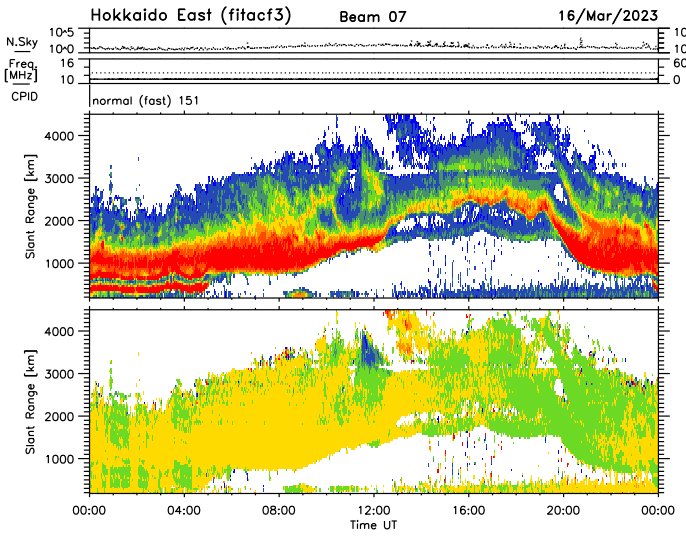 Hokkaido East (fitacf3) Beam 07 16/Mar/2023
N.Sky 10^5 10^0 10 10
Freq. [MHz] 16 10 60 0
CPID normal (fast) 151
Slant Range [km] 4000 3000 2000 1000
Slant Range [km] 4000 3000 2000 1000
00:00 04:00 08:00 12:00 16:00 20:00 00:00
Time UT